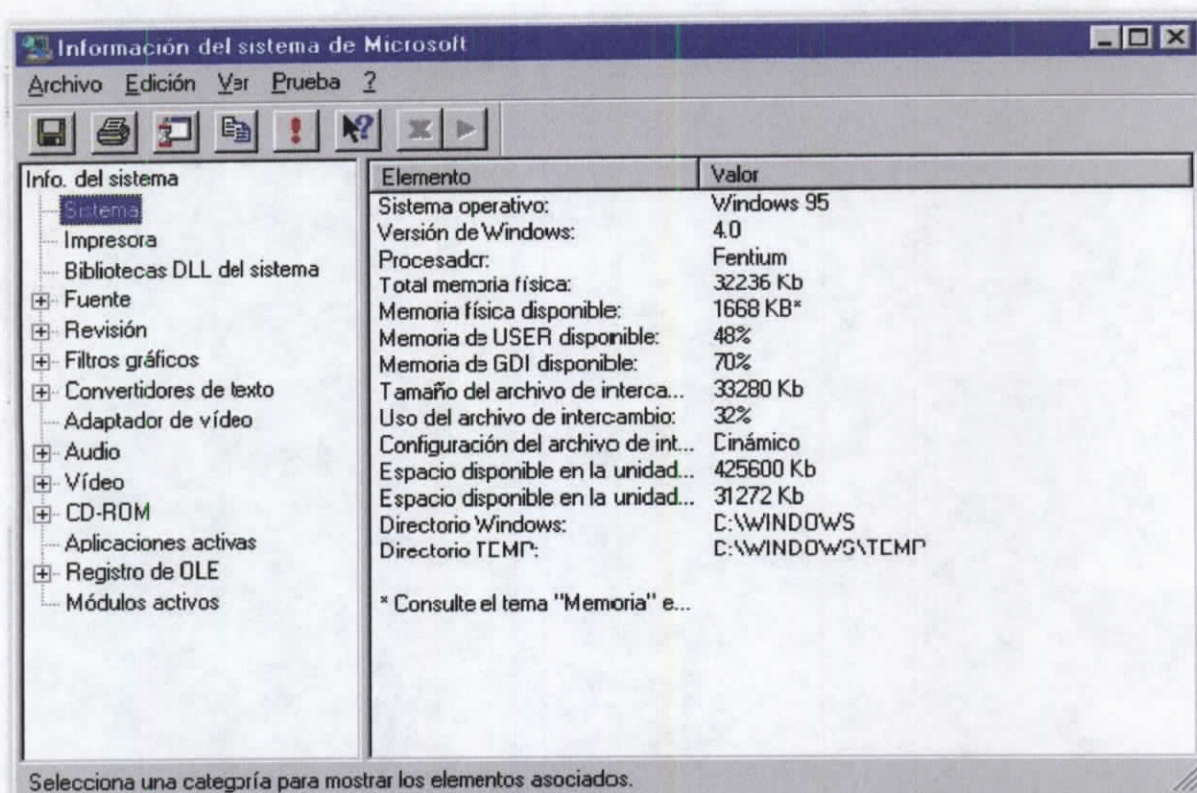 Información del sistema de Microsoft
Archivo Edición Ver Prueba ?
Info. del sistema
Sistema
Impresora
Bibliotecas DLL del sistema
Fuente
Revisión
Filtros gráficos
Convertidores de texto
Adaptador de vídeo
Audio
Vídeo
CD-ROM
Aplicaciones activas
Registro de OLE
Módulos activos
Elemento Valor
Sistema operativo: Windows 95
Versión de Windows: 4.0
Procesador: Pentium
Total memoria física: 32236 Kb
Memoria física disponible: 1668 KB*
Memoria de USER disponible: 48%
Memoria de GDI disponible: 70%
Tamaño del archivo de interca... 33280 Kb
Uso del archivo de intercambio: 32%
Configuración del archivo de int... Dinámico
Espacio disponible en la unidad... 425600 Kb
Espacio disponible en la unidad... 31272 Kb
Directorio Windows: C:\WINDOWS
Directorio TEMP: C:\WINDOWS\TEMP
* Consulte el tema "Memoria" e...
Selecciona una categoría para mostrar los elementos asociados.